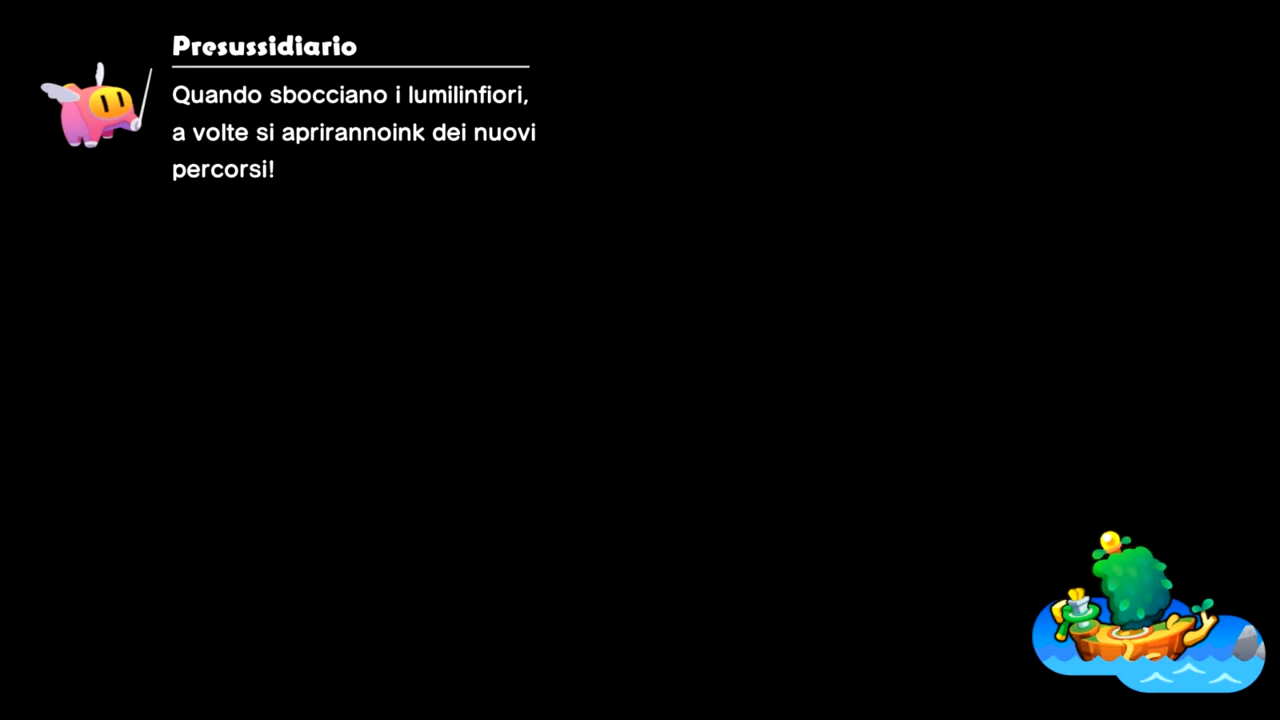 Presussidiario
Quando sbocciano i lumilinfiori,
a volte si aprirannoink dei nuovi
percorsi!